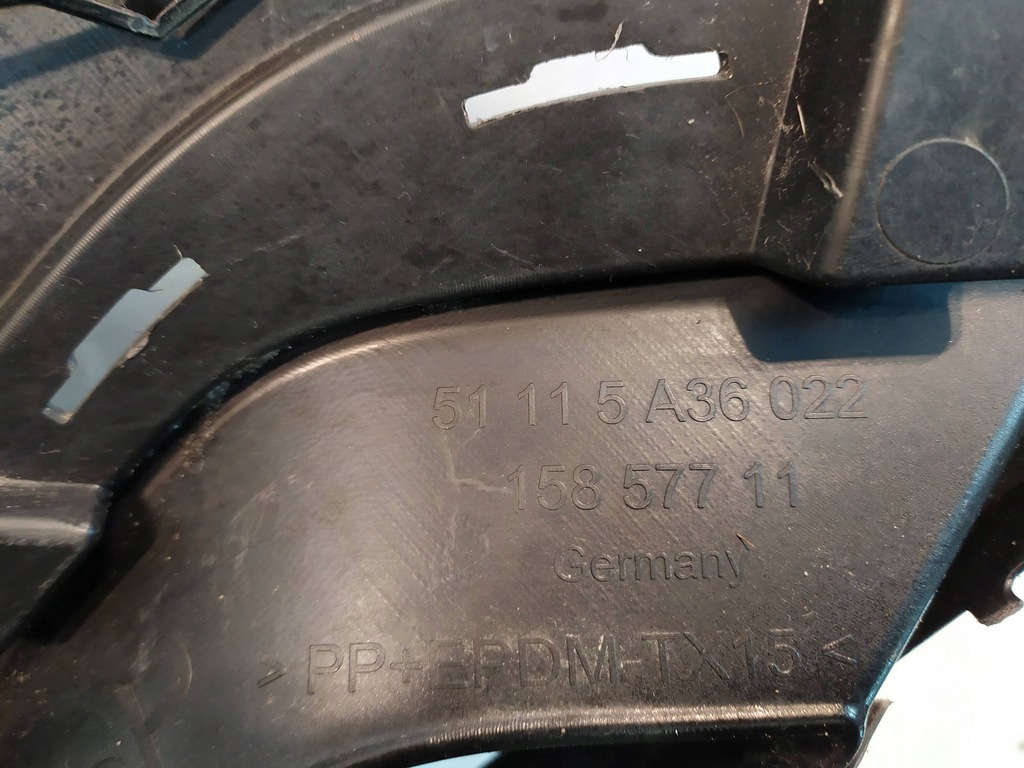 51 11 5 A36 022
158 577 11
Germany
>PP+EPDM-TX15<